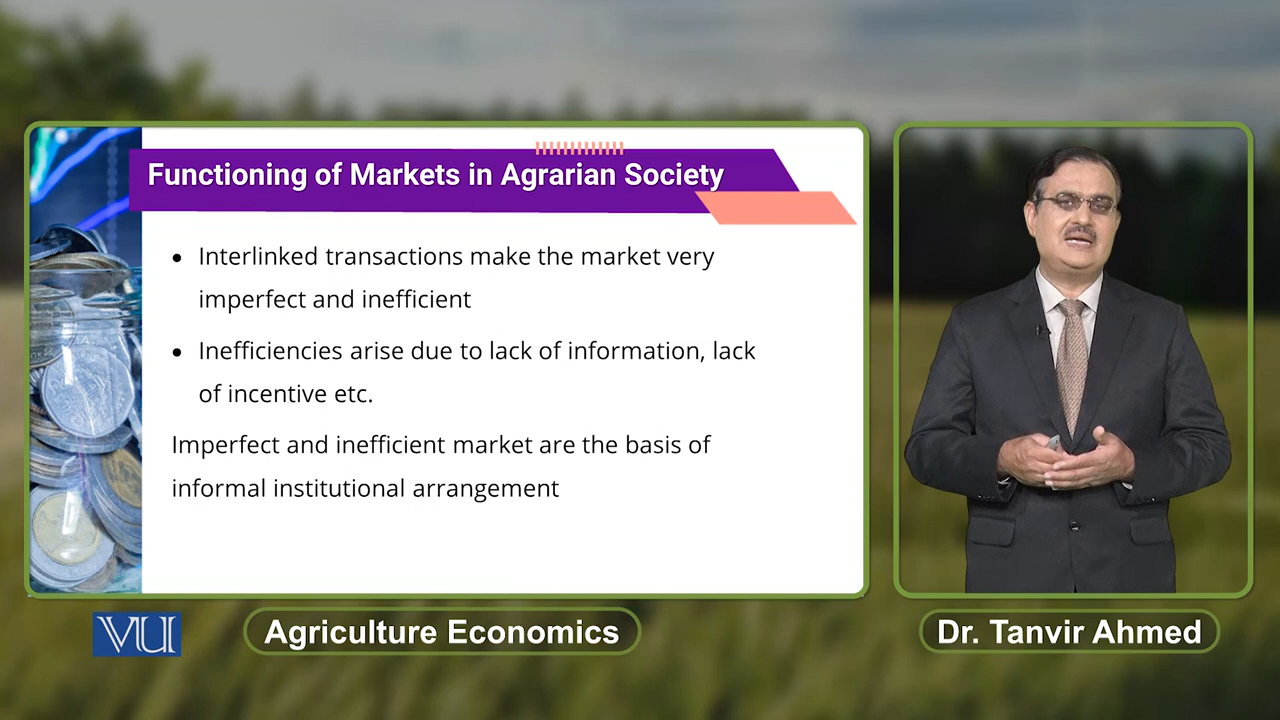 Functioning of Markets in Agrarian Society
• Interlinked transactions make the market very
imperfect and inefficient
• Inefficiencies arise due to lack of information, lack
of incentive etc.
Imperfect and inefficient market are the basis of
informal institutional arrangement
VU
Agriculture Economics
Dr. Tanvir Ahmed